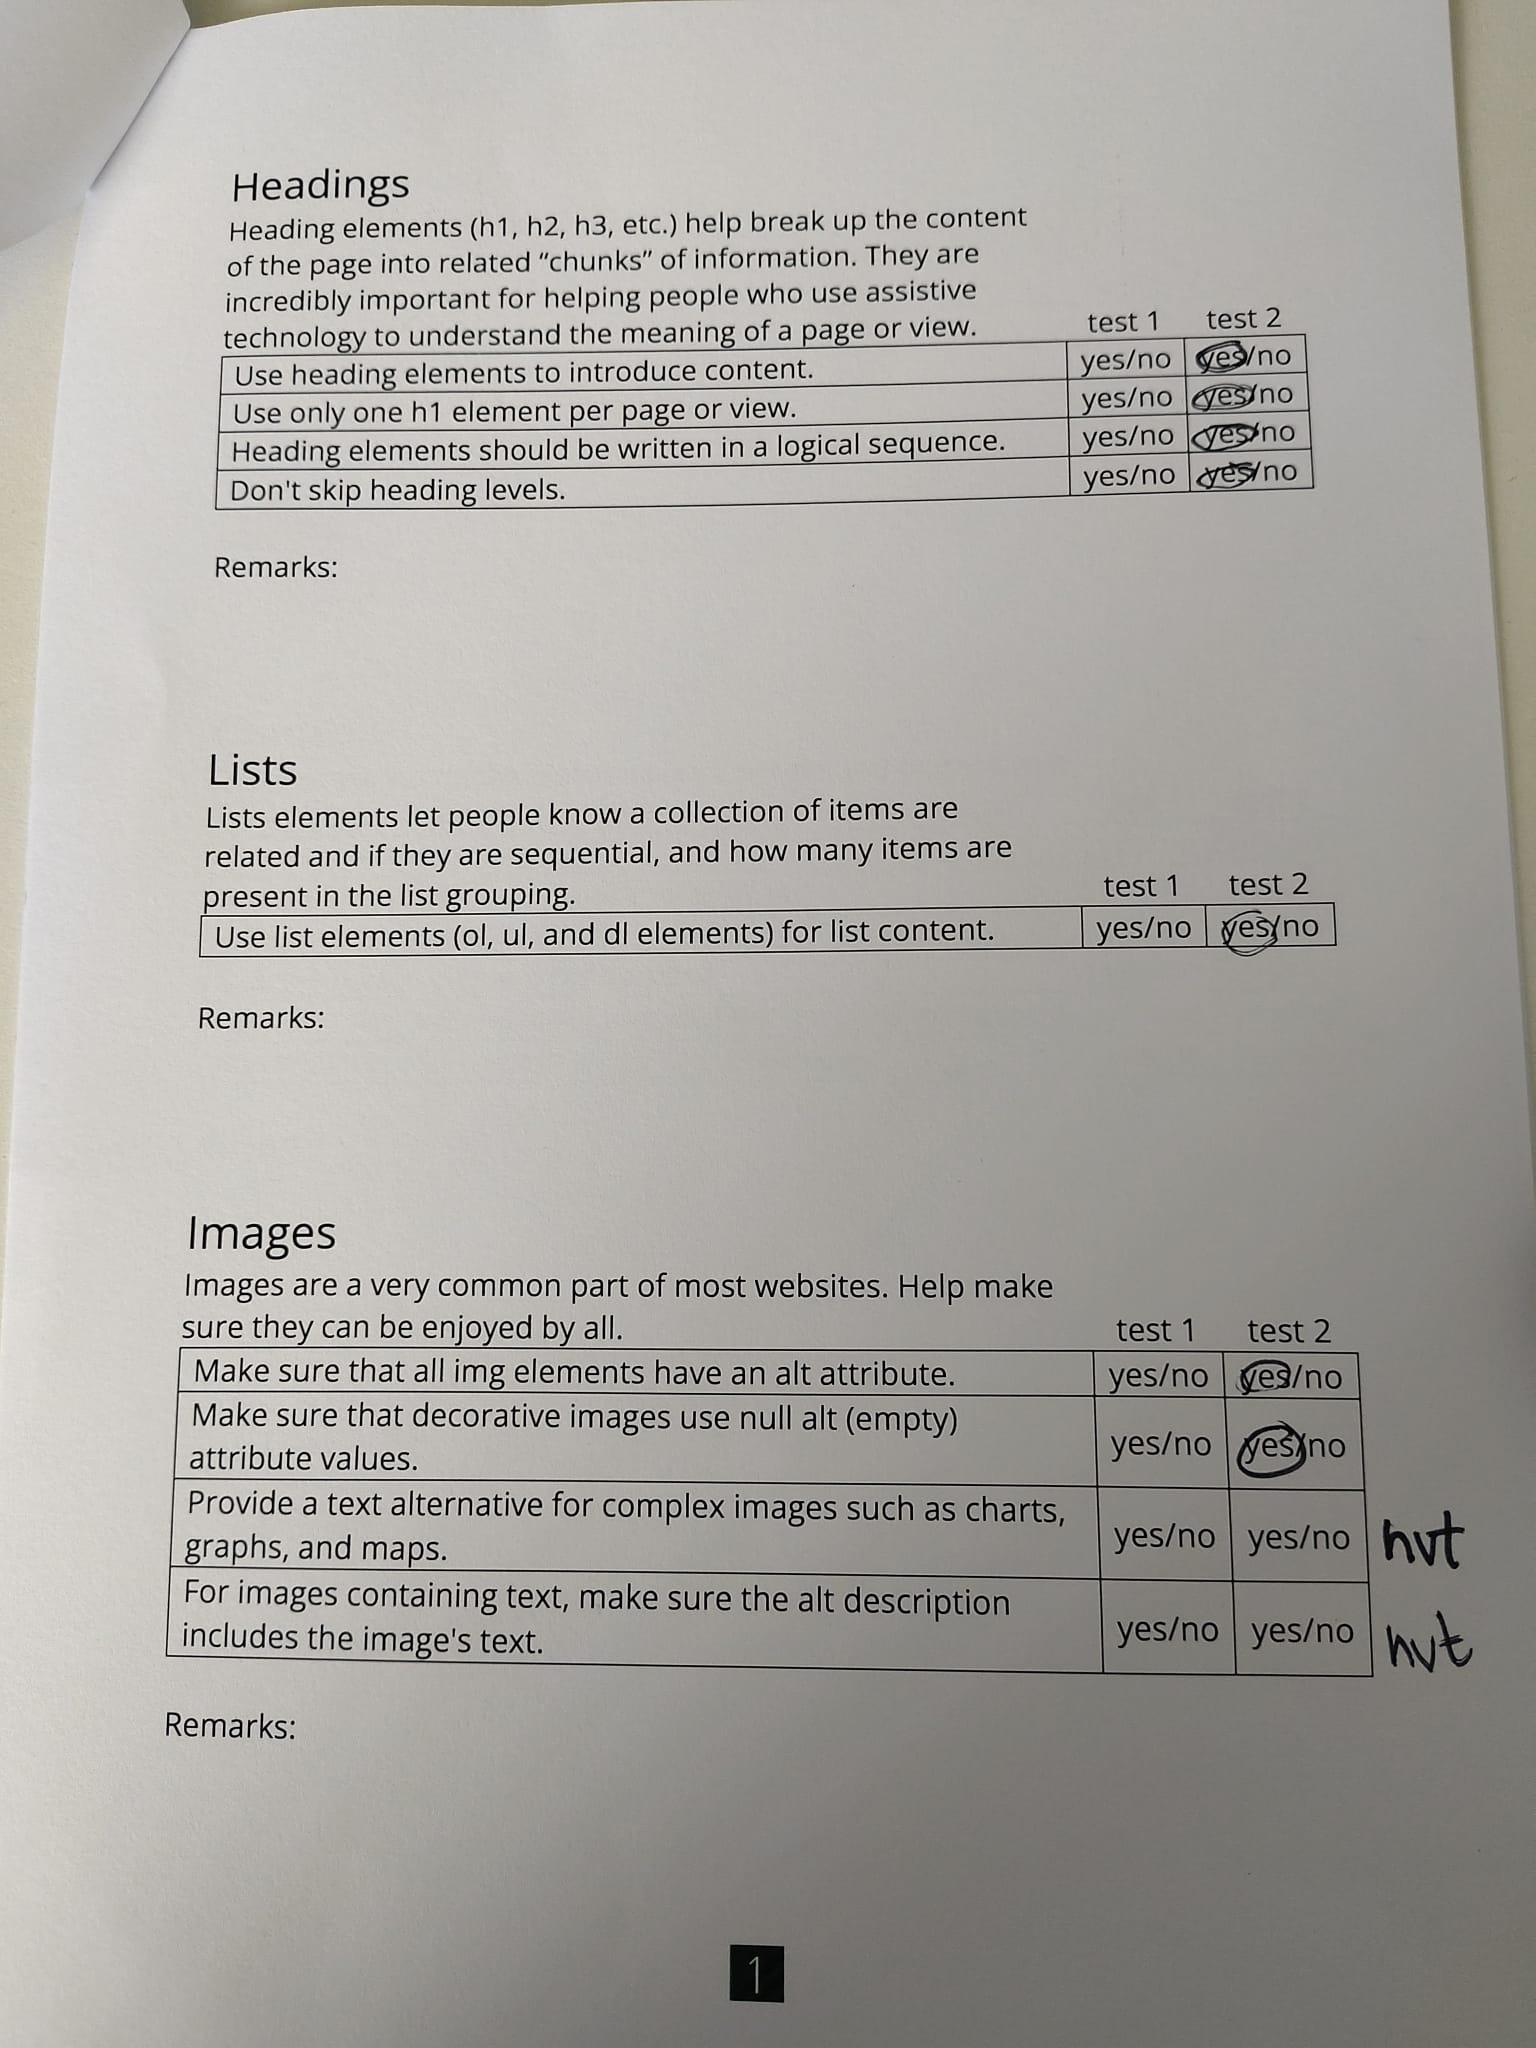 Headings
Heading elements (h1, h2, h3, etc.) help break up the content
of the page into related “chunks” of information. They are
incredibly important for helping people who use assistive
technology to understand the meaning of a page or view.
test 1 test 2
Use heading elements to introduce content. yes/no yes/no
Use only one h1 element per page or view. yes/no yes/no
Heading elements should be written in a logical sequence. yes/no yes/no
Don't skip heading levels. yes/no yes/no
Remarks:
Lists
Lists elements let people know a collection of items are
related and if they are sequential, and how many items are
present in the list grouping.
test 1 test 2
Use list elements (ol, ul, and dl elements) for list content. yes/no yes/no
Remarks:
Images
Images are a very common part of most websites. Help make
sure they can be enjoyed by all.
test 1 test 2
Make sure that all img elements have an alt attribute. yes/no yes/no
Make sure that decorative images use null alt (empty)
attribute values. yes/no yes/no
Provide a text alternative for complex images such as charts,
graphs, and maps. yes/no yes/no nvt
For images containing text, make sure the alt description
includes the image's text. yes/no yes/no nvt
Remarks:
1